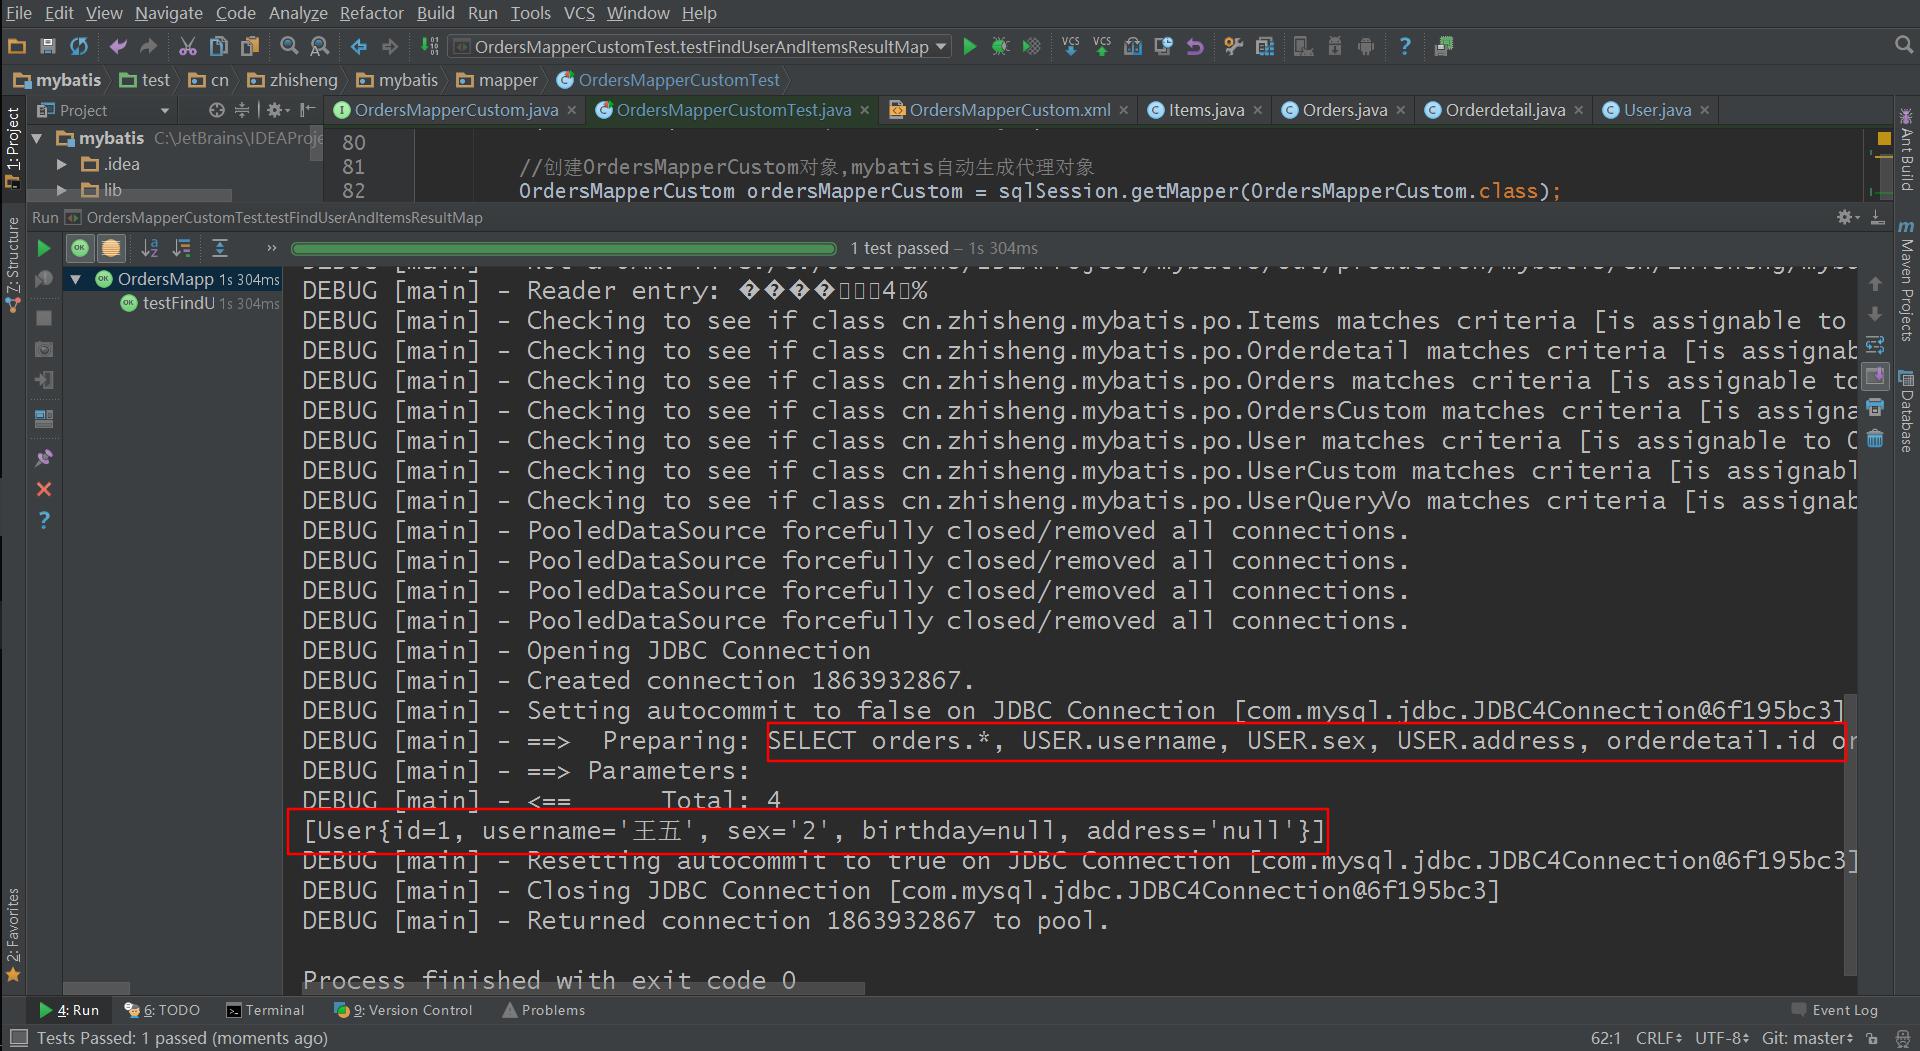 File Edit View Navigate Code Analyze Refactor Build Run Tools VCS Window Help
OrdersMapperCustomTest.testFindUserAndItemsResultMap
mybatis test cn zhisheng mybatis mapper OrdersMapperCustomTest
Project OrdersMapperCustom.java OrdersMapperCustomTest.java OrdersMapperCustom.xml Items.java Orders.java Orderdetail.java User.java
mybatis C:\JetBrains\IDEAProje
.idea
lib
80
81 //创建OrdersMapperCustom对象,mybatis自动生成代理对象
82 OrdersMapperCustom ordersMapperCustom = sqlSession.getMapper(OrdersMapperCustom.class);
Run OrdersMapperCustomTest.testFindUserAndItemsResultMap
1 test passed – 1s 304ms
OrdersMapp 1s 304ms
testFindU 1s 304ms
DEBUG [main] - Reader entry: ����4%
DEBUG [main] - Checking to see if class cn.zhisheng.mybatis.po.Items matches criteria [is assignable to
DEBUG [main] - Checking to see if class cn.zhisheng.mybatis.po.Orderdetail matches criteria [is assignab
DEBUG [main] - Checking to see if class cn.zhisheng.mybatis.po.Orders matches criteria [is assignable to
DEBUG [main] - Checking to see if class cn.zhisheng.mybatis.po.OrdersCustom matches criteria [is assigna
DEBUG [main] - Checking to see if class cn.zhisheng.mybatis.po.User matches criteria [is assignable to O
DEBUG [main] - Checking to see if class cn.zhisheng.mybatis.po.UserCustom matches criteria [is assignabl
DEBUG [main] - Checking to see if class cn.zhisheng.mybatis.po.UserQueryVo matches criteria [is assignab
DEBUG [main] - PooledDataSource forcefully closed/removed all connections.
DEBUG [main] - PooledDataSource forcefully closed/removed all connections.
DEBUG [main] - PooledDataSource forcefully closed/removed all connections.
DEBUG [main] - PooledDataSource forcefully closed/removed all connections.
DEBUG [main] - Opening JDBC Connection
DEBUG [main] - Created connection 1863932867.
DEBUG [main] - Setting autocommit to false on JDBC Connection [com.mysql.jdbc.JDBC4Connection@6f195bc3]
DEBUG [main] - ==>  Preparing: SELECT orders.*, USER.username, USER.sex, USER.address, orderdetail.id or
DEBUG [main] - ==> Parameters:
DEBUG [main] - <==      Total: 4
[User{id=1, username='王五', sex='2', birthday=null, address='null'}]
DEBUG [main] - Resetting autocommit to true on JDBC Connection [com.mysql.jdbc.JDBC4Connection@6f195bc3]
DEBUG [main] - Closing JDBC Connection [com.mysql.jdbc.JDBC4Connection@6f195bc3]
DEBUG [main] - Returned connection 1863932867 to pool.
Process finished with exit code 0
1: Project
7: Structure
2: Favorites
Ant Build
Maven Projects
Database
4: Run 6: TODO Terminal 9: Version Control Problems Event Log
Tests Passed: 1 passed (moments ago) 62:1 CRLF UTF-8 Git: master